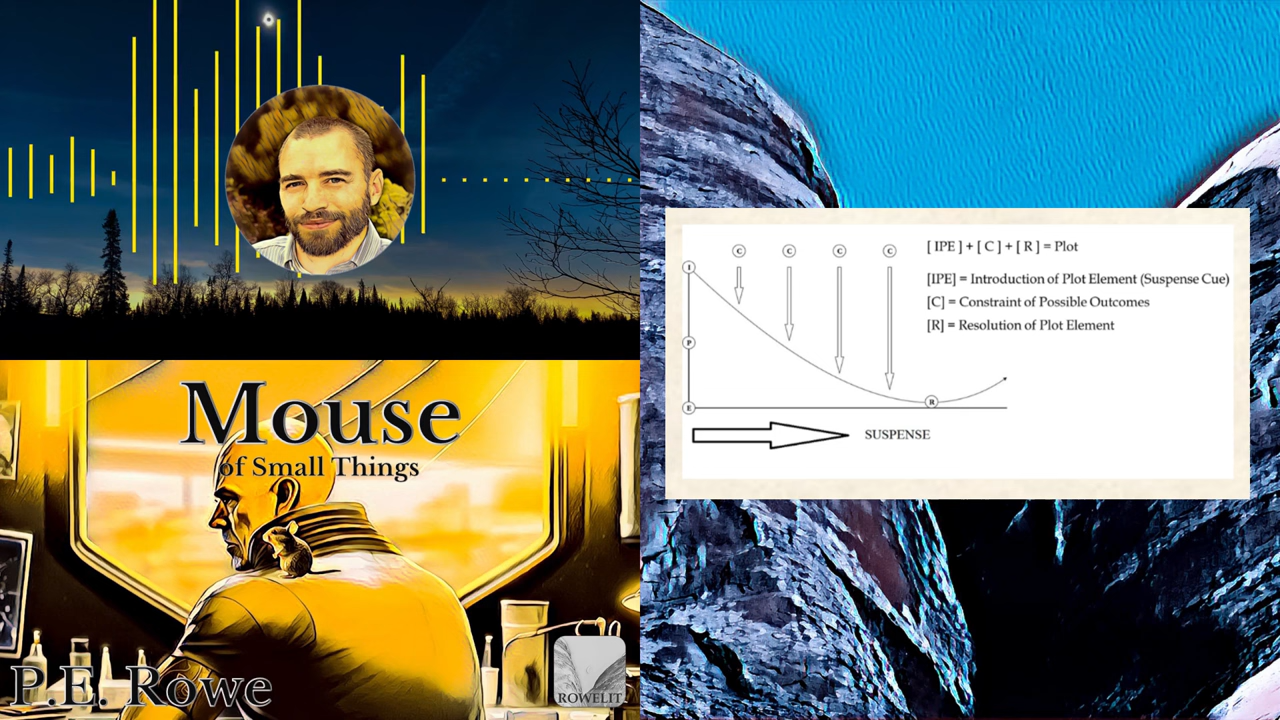 Mouse
of Small Things
P.E. Rowe
ROWELIT
C
C
C
C
I
P
E
R
SUSPENSE
[ IPE ] + [ C ] + [ R ] = Plot
[IPE] = Introduction of Plot Element (Suspense Cue)
[C] = Constraint of Possible Outcomes
[R] = Resolution of Plot Element